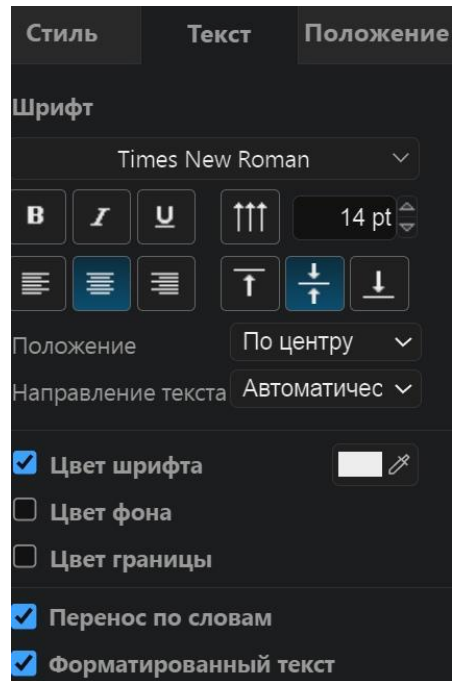 Стиль Текст Положение
Шрифт
Times New Roman
B I U 14 pt
Положение По центру
Направление текста Автоматичес
Цвет шрифта
Цвет фона
Цвет границы
Перенос по словам
Форматированный текст